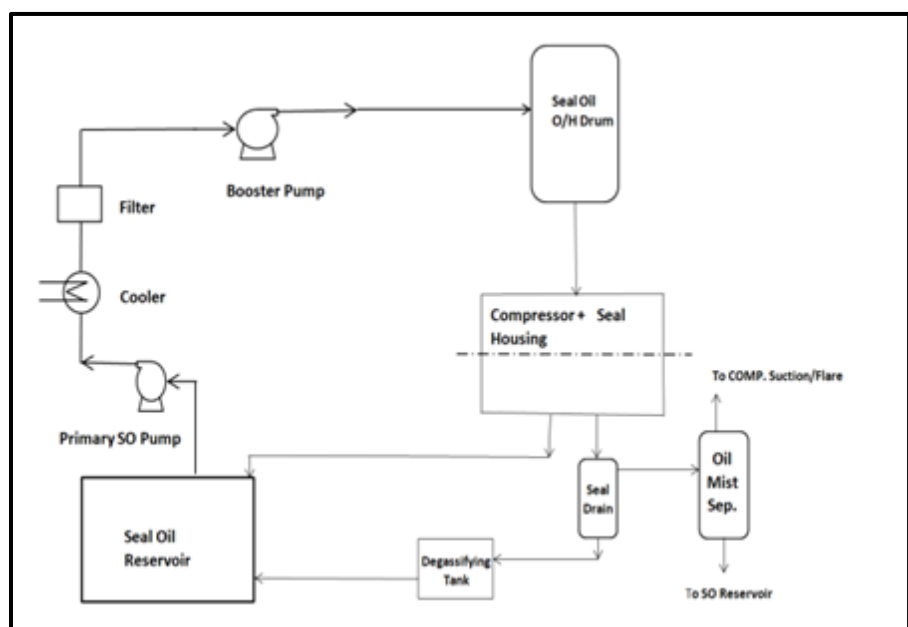 Seal Oil
O/H Drum
Booster Pump
Filter
Cooler
Compressor + Seal
Housing
To COMP. Suction/Flare
Primary SO Pump
Oil
Mist
Sep.
Seal
Drain
Seal Oil
Reservoir
Degassifying
Tank
To SO Reservoir